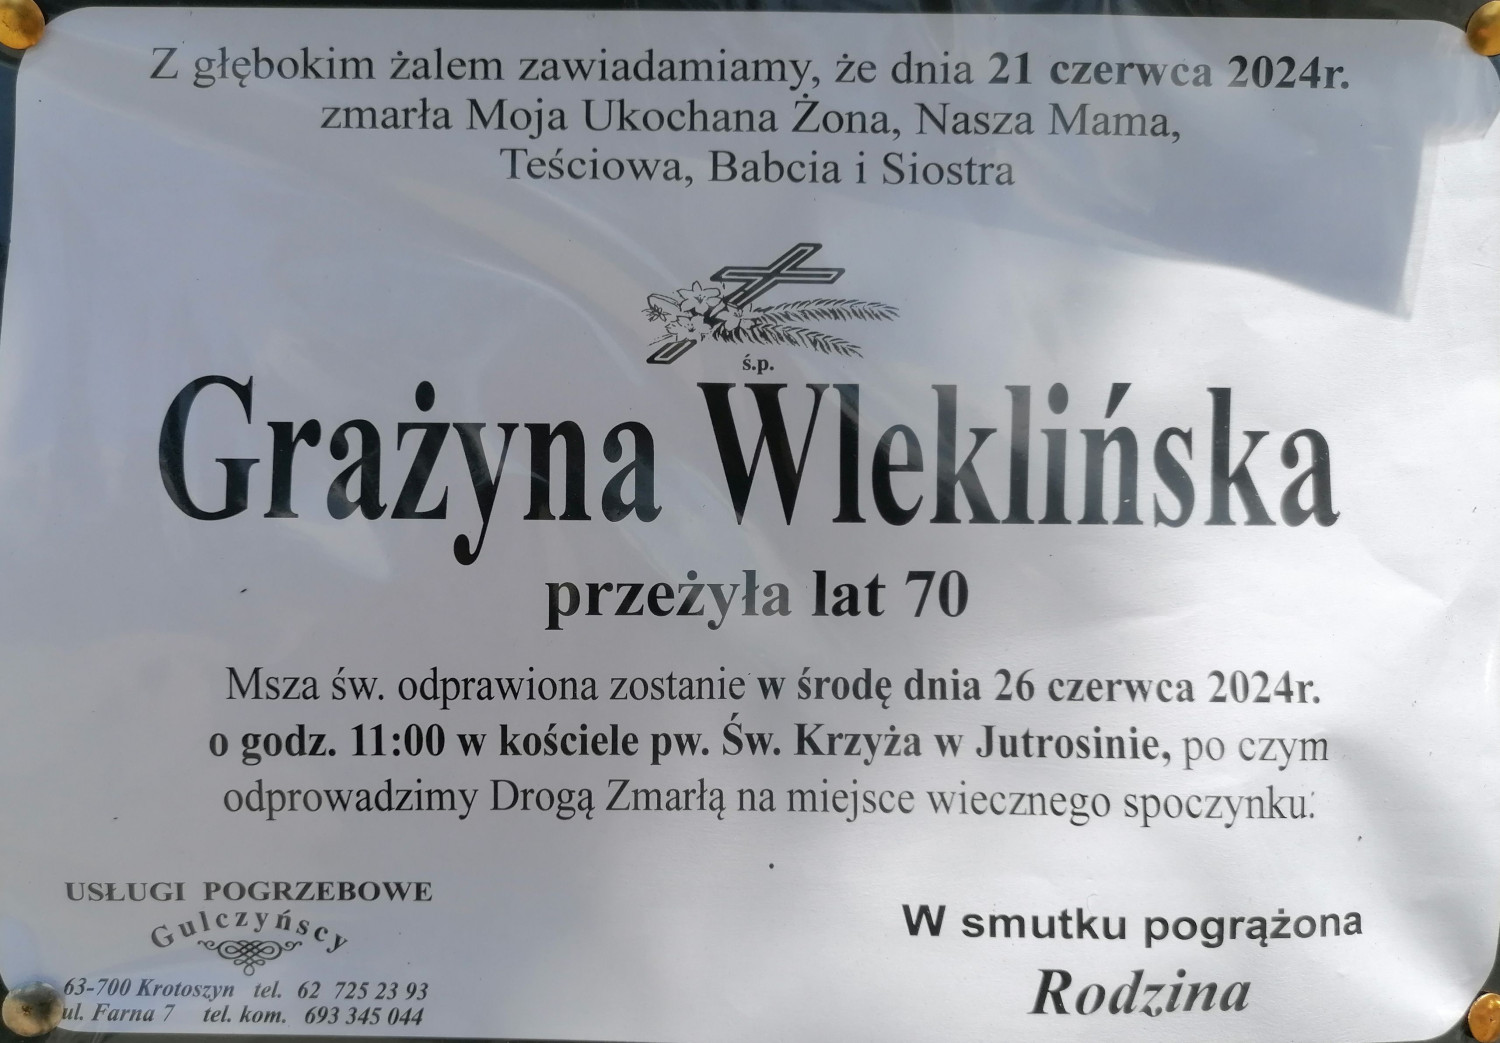 Z głębokim żalem zawiadamiamy, że dnia 21 czerwca 2024r.
zmarła Moja Ukochana Żona, Nasza Mama,
Teściowa, Babcia i Siostra
ś.p.
Grażyna Wleklińska
przeżyła lat 70
Msza św. odprawiona zostanie w środę dnia 26 czerwca 2024r.
o godz. 11:00 w kościele pw. Św. Krzyża w Jutrosinie, po czym
odprowadzimy Drogą Zmarłą na miejsce wiecznego spoczynku.
USŁUGI POGRZEBOWE
Gulczyńscy
63-700 Krotoszyn tel. 62 725 23 93
ul. Farna 7 tel. kom. 693 345 044
W smutku pogrążona
Rodzina